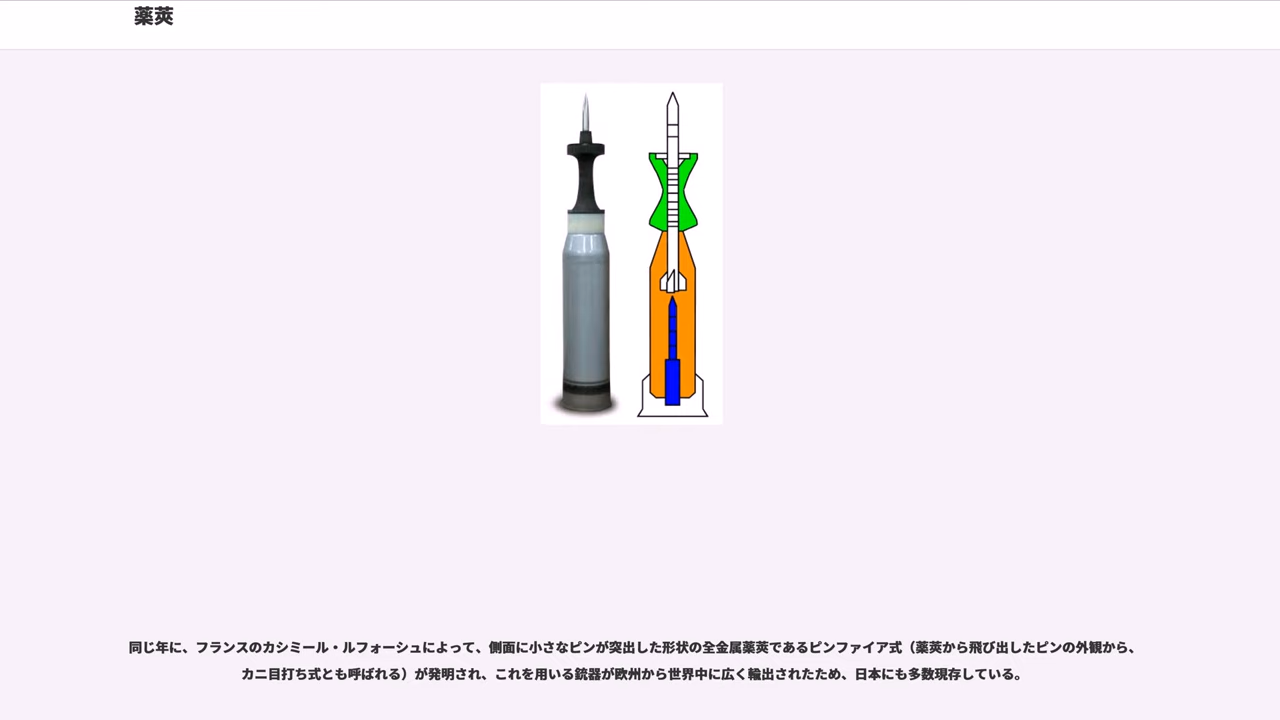 薬莢
同じ年に、フランスのカシミール・ルフォーシュによって、側面に小さなピンが突出した形状の全金属薬莢であるピンファイア式（薬莢から飛び出したピンの外観から、
カニ目打ち式とも呼ばれる）が発明され、これを用いる銃器が欧州から世界中に広く輸出されたため、日本にも多数現存している。